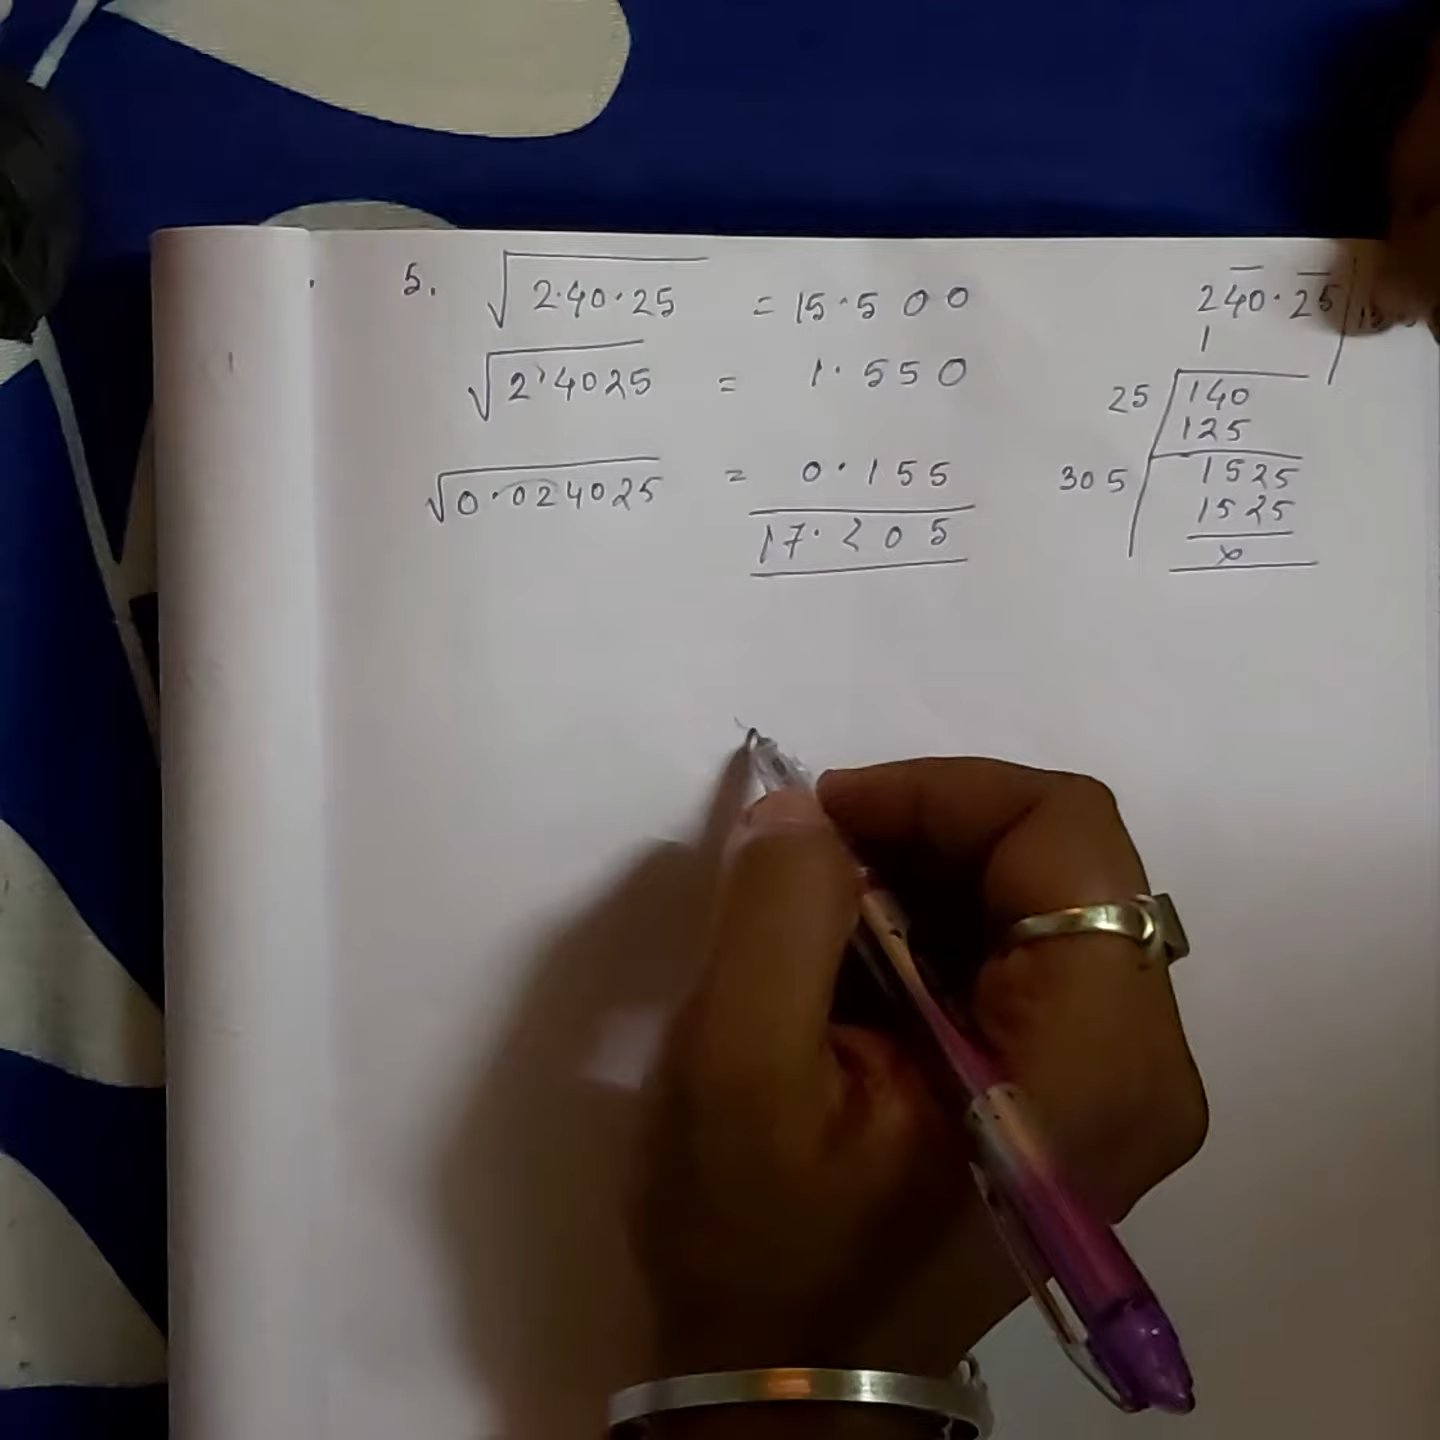 5. √2·40·25 = 15·500
√2·4025 = 1·550
√0·024025 = 0·155
17·205
240·25
1
25 140
125
305 1525
1525
x